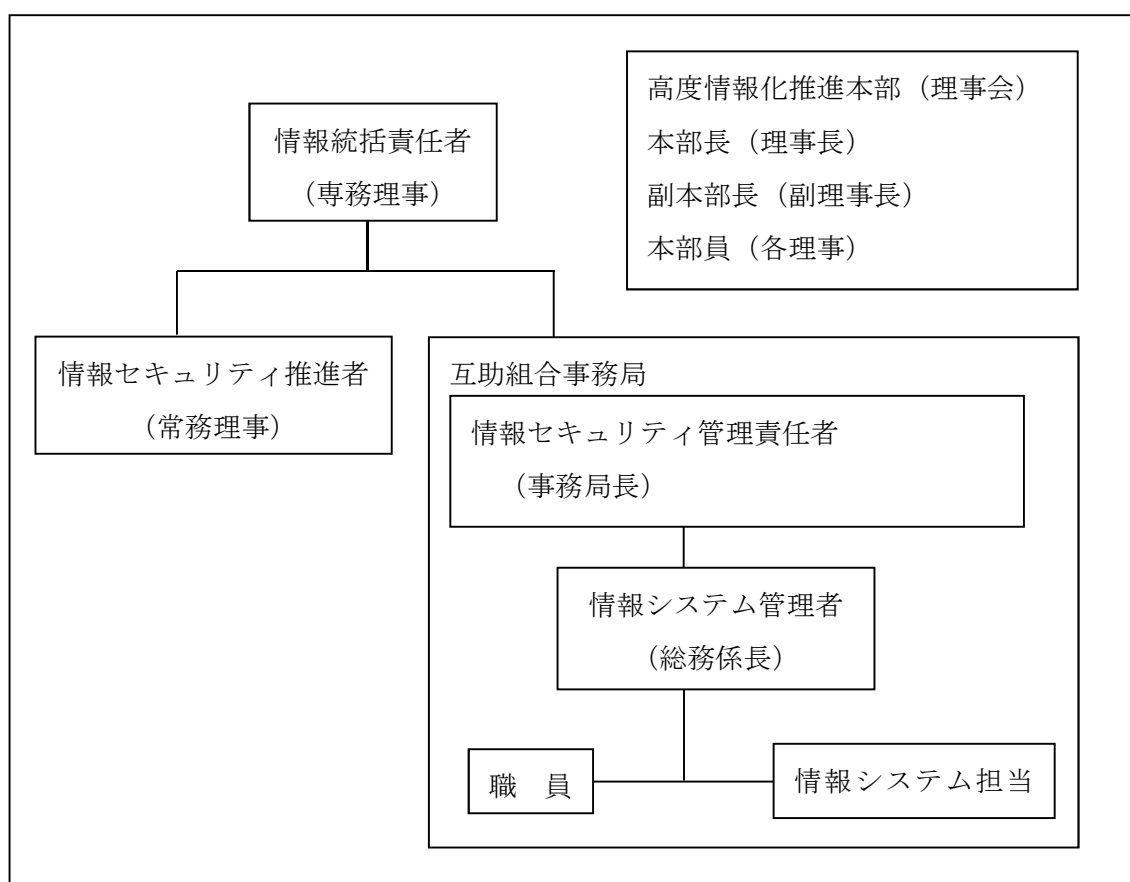 高度情報化推進本部（理事会）
本部長（理事長）
副本部長（副理事長）
本部員（各理事）
情報統括責任者
（専務理事）
情報セキュリティ推進者
（常務理事）
互助組合事務局
情報セキュリティ管理責任者
（事務局長）
情報システム管理者
（総務係長）
職　員
情報システム担当